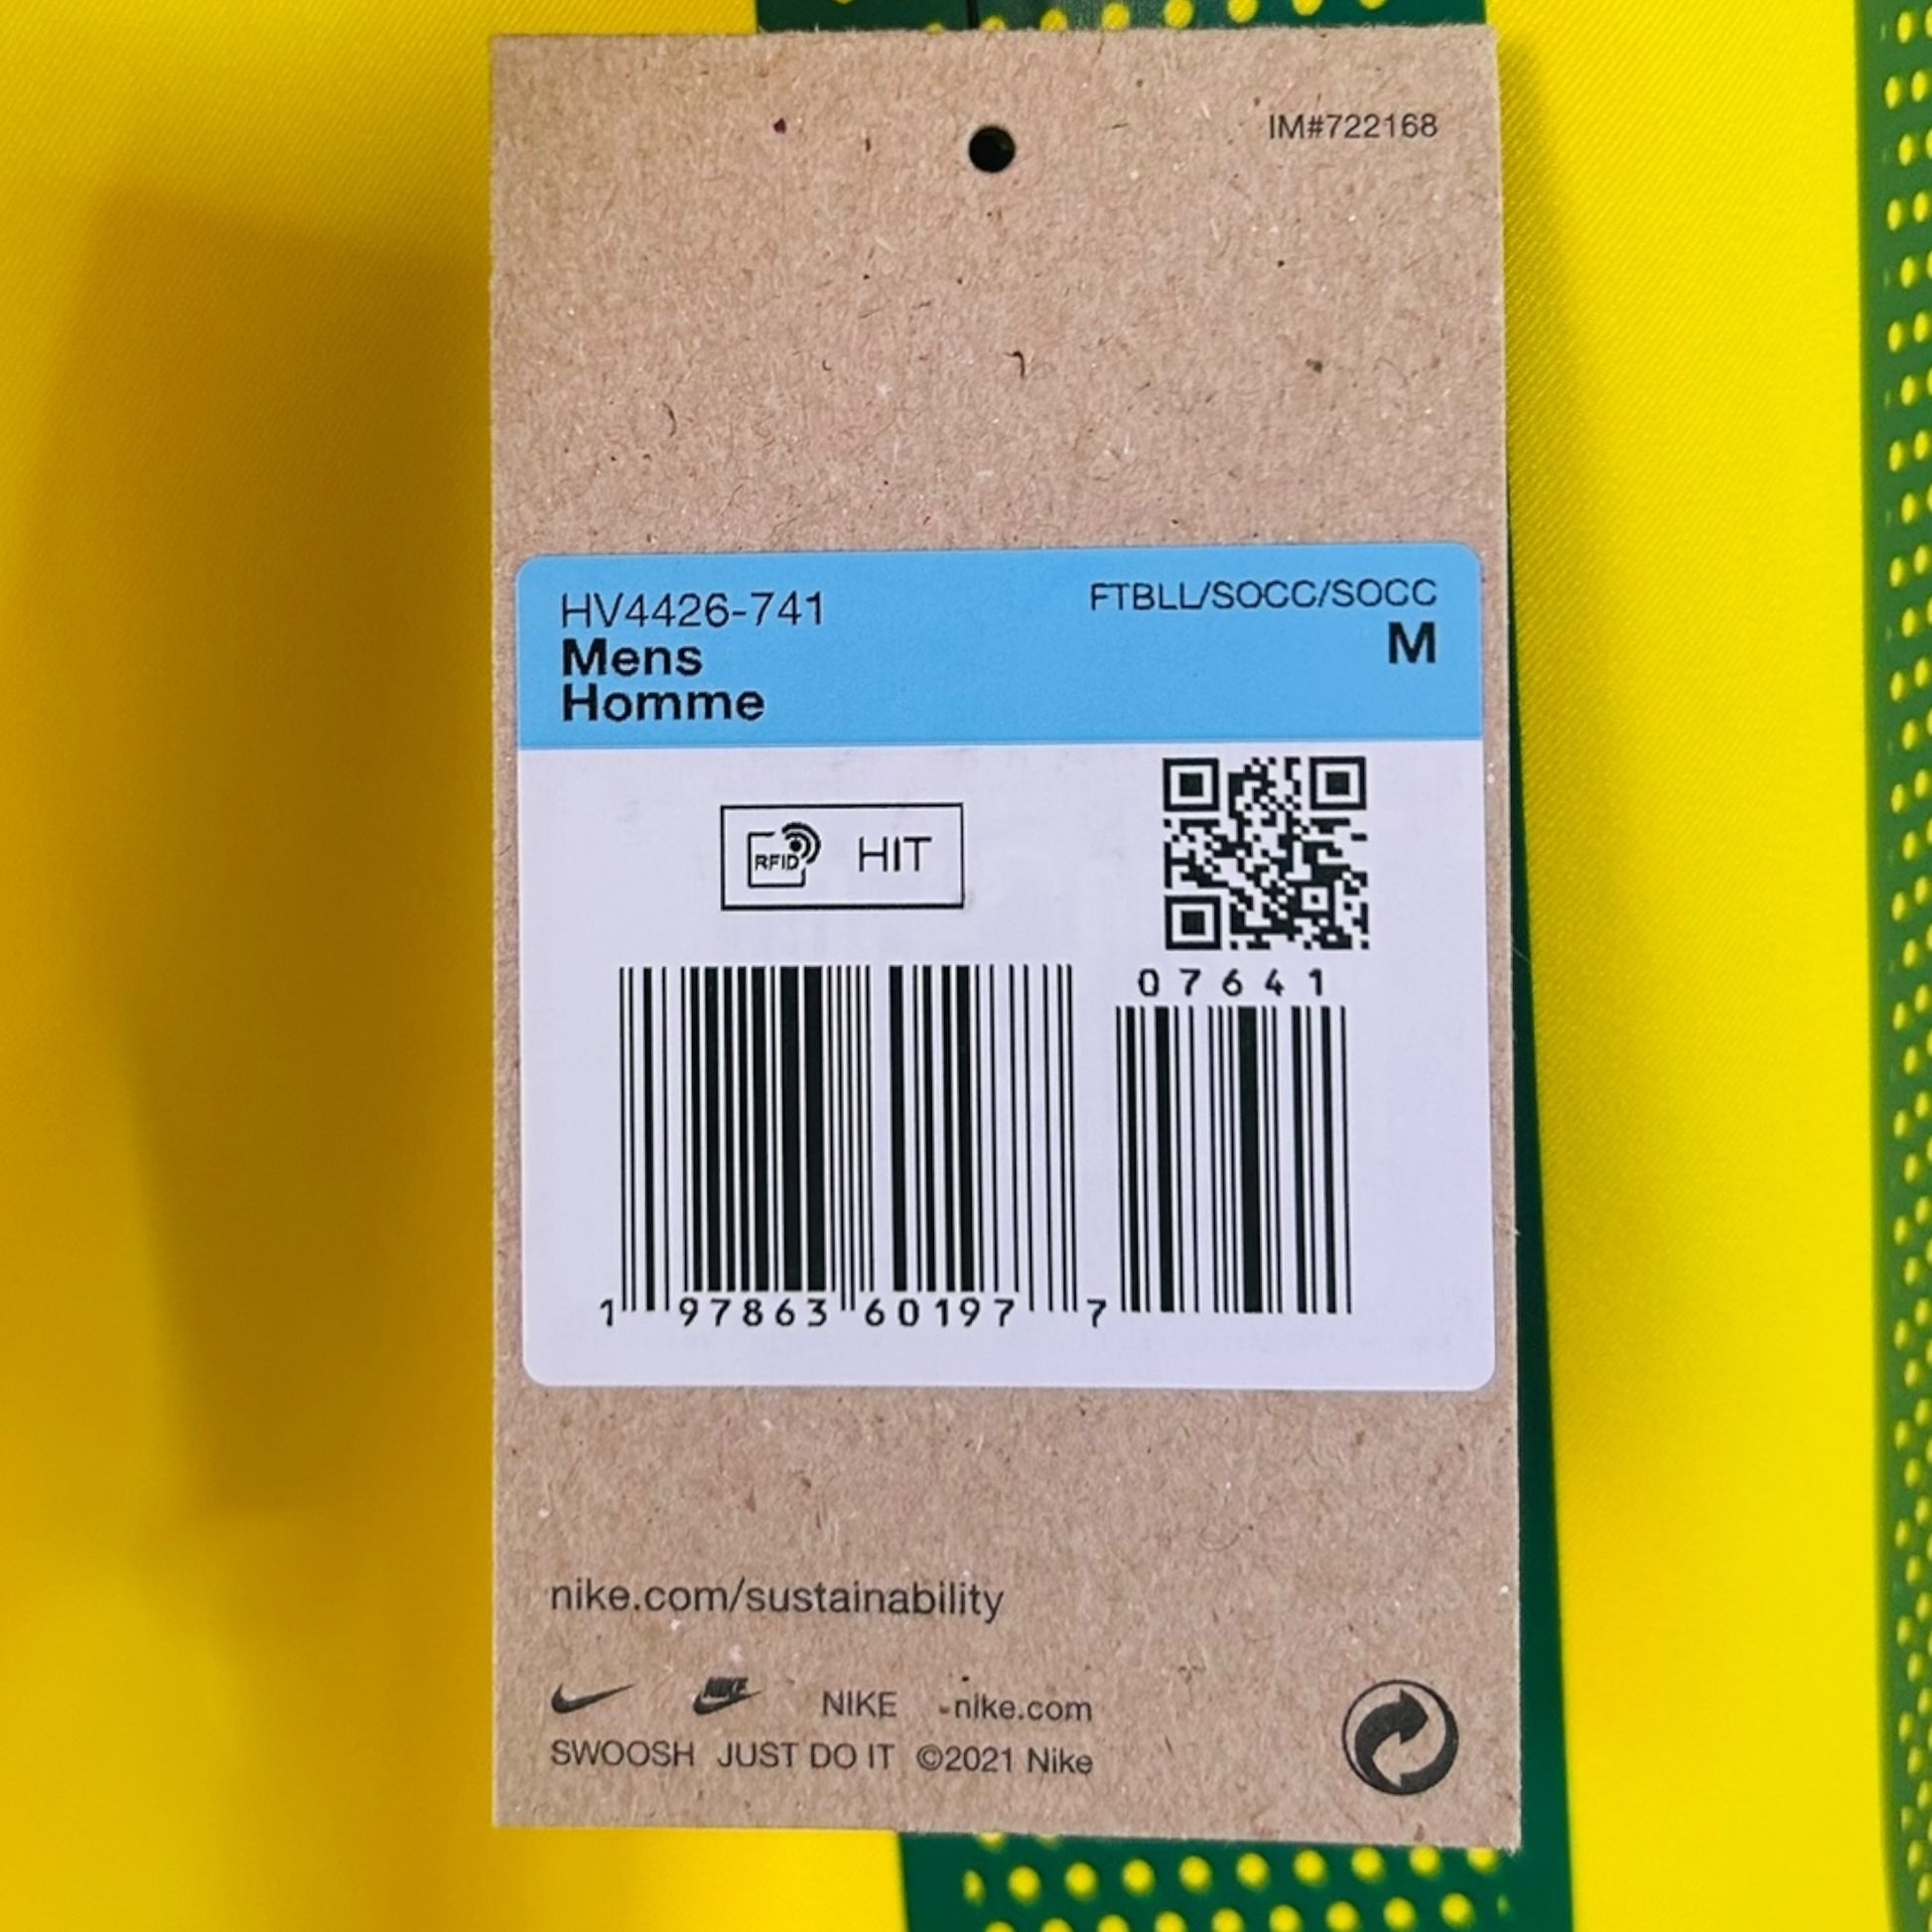 IM#722168
HV4426-741
FTBLL/SOCC/SOCC
Mens
M
Homme
RFID HIT
07641
1 97863 60197 7
nike.com/sustainability
NIKE NIKE nike.com
SWOOSH JUST DO IT ©2021 Nike